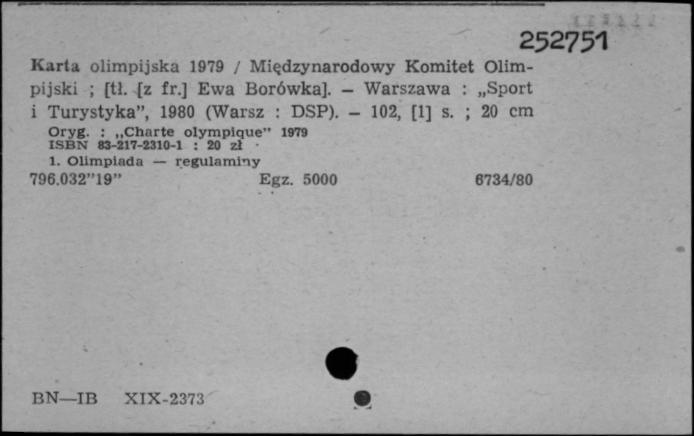 252751
Karta olimpijska 1979 / Międzynarodowy Komitet Olim-
pijski ; [tł. [z fr.] Ewa Borówka]. — Warszawa : „Sport
i Turystyka”, 1980 (Warsz : DSP). — 102, [1] s. ; 20 cm
Oryg. : „Charte olympique” 1979
ISBN 83-217-2310-1 : 20 zł
1. Olimpiada — regulaminy
796.032”19” Egz. 5000 6734/80
BN—IB XIX-2373